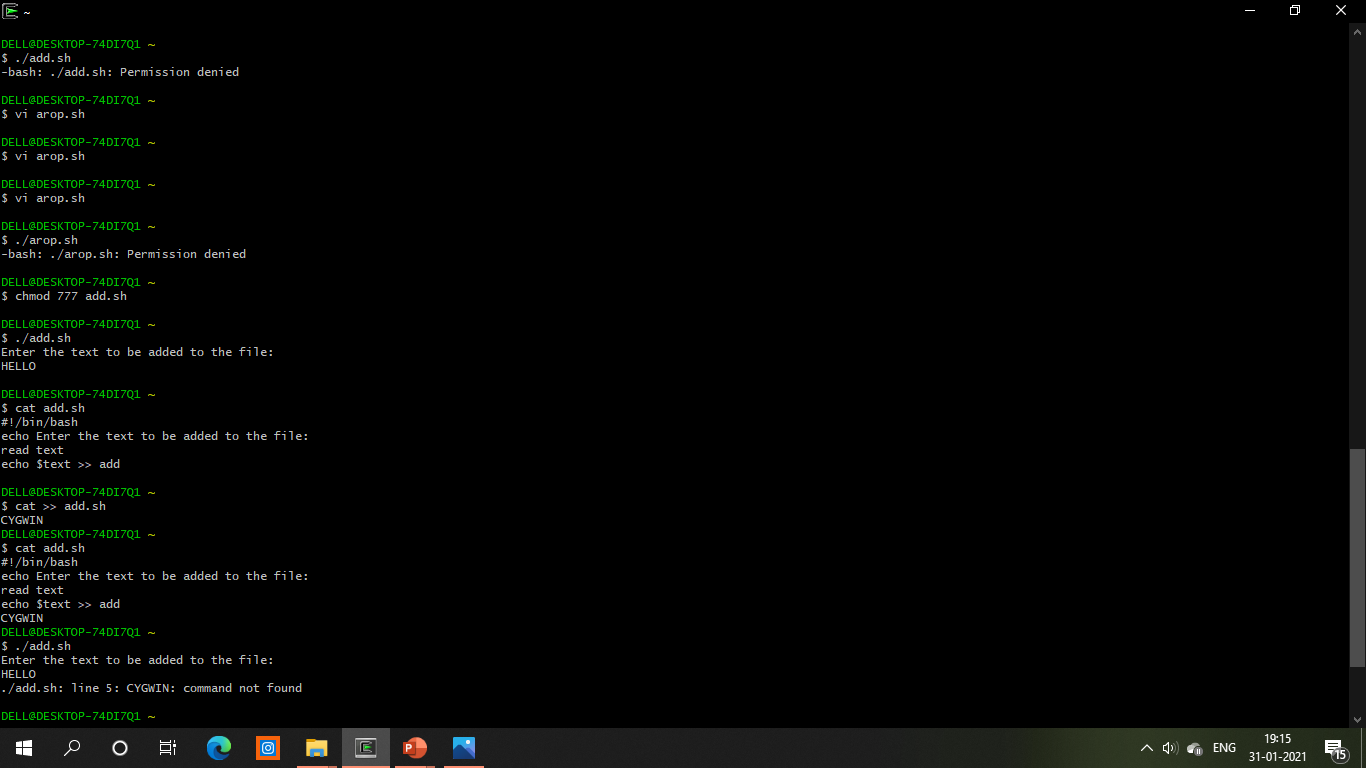 ~
DELL@DESKTOP-74DI7Q1 ~
$ ./add.sh
-bash: ./add.sh: Permission denied
DELL@DESKTOP-74DI7Q1 ~
$ vi arop.sh
DELL@DESKTOP-74DI7Q1 ~
$ vi arop.sh
DELL@DESKTOP-74DI7Q1 ~
$ vi arop.sh
DELL@DESKTOP-74DI7Q1 ~
$ ./arop.sh
-bash: ./arop.sh: Permission denied
DELL@DESKTOP-74DI7Q1 ~
$ chmod 777 add.sh
DELL@DESKTOP-74DI7Q1 ~
$ ./add.sh
Enter the text to be added to the file:
HELLO
DELL@DESKTOP-74DI7Q1 ~
$ cat add.sh
#!/bin/bash
echo Enter the text to be added to the file:
read text
echo $text >> add
DELL@DESKTOP-74DI7Q1 ~
$ cat >> add.sh
CYGWIN
DELL@DESKTOP-74DI7Q1 ~
$ cat add.sh
#!/bin/bash
echo Enter the text to be added to the file:
read text
echo $text >> add
CYGWIN
DELL@DESKTOP-74DI7Q1 ~
$ ./add.sh
Enter the text to be added to the file:
HELLO
./add.sh: line 5: CYGWIN: command not found
DELL@DESKTOP-74DI7Q1 ~
ENG
19:15
31-01-2021
15